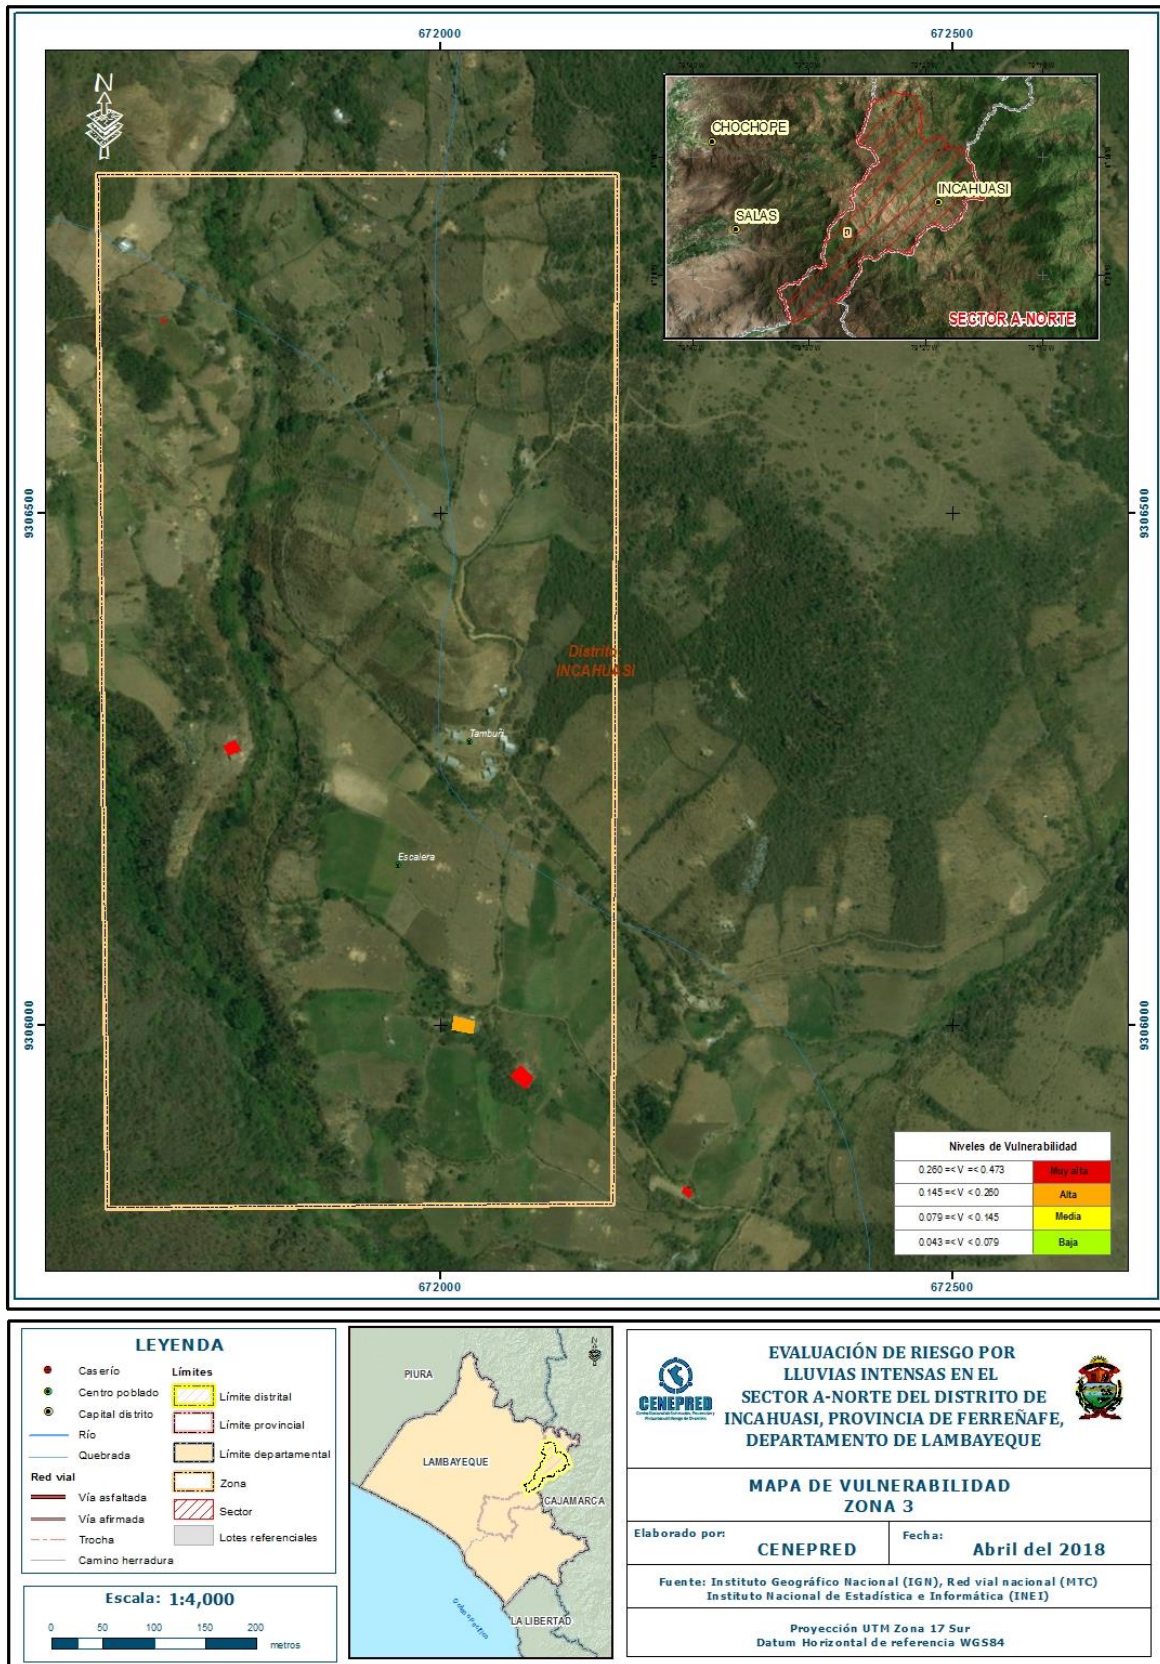 672000
672500
N
CHOCHOPE
INCAHUASI
SALAS
SECTOR A-NORTE
9306500
9306500
Distrito:
INCAHUASI
Tambuñi
Escalera
9306000
9306000
Niveles de Vulnerabilidad
0.260 =< V =< 0.473 Muy alta
0.145 =< V < 0.260 Alta
0.079 =< V < 0.145 Media
0.043 =< V < 0.079 Baja
672000
672500
LEYENDA
Caserío
Centro poblado
Capital distrito
Río
Quebrada
Red vial
Vía asfaltada
Vía afirmada
Trocha
Camino herradura
Límites
Límite distrital
Límite provincial
Límite departamental
Zona
Sector
Lotes referenciales
Escala: 1:4,000
0 50 100 150 200
metros
N
PIURA
LAMBAYEQUE
CAJAMARCA
LA LIBERTAD
Océano Pacífico
CENEPRED
EVALUACIÓN DE RIESGO POR
LLUVIAS INTENSAS EN EL
SECTOR A-NORTE DEL DISTRITO DE
INCAHUASI, PROVINCIA DE FERREÑAFE,
DEPARTAMENTO DE LAMBAYEQUE
MAPA DE VULNERABILIDAD
ZONA 3
Elaborado por:
CENEPRED
Fecha:
Abril del 2018
Fuente: Instituto Geográfico Nacional (IGN), Red vial nacional (MTC)
Instituto Nacional de Estadística e Informática (INEI)
Proyección UTM Zona 17 Sur
Datum Horizontal de referencia WGS84